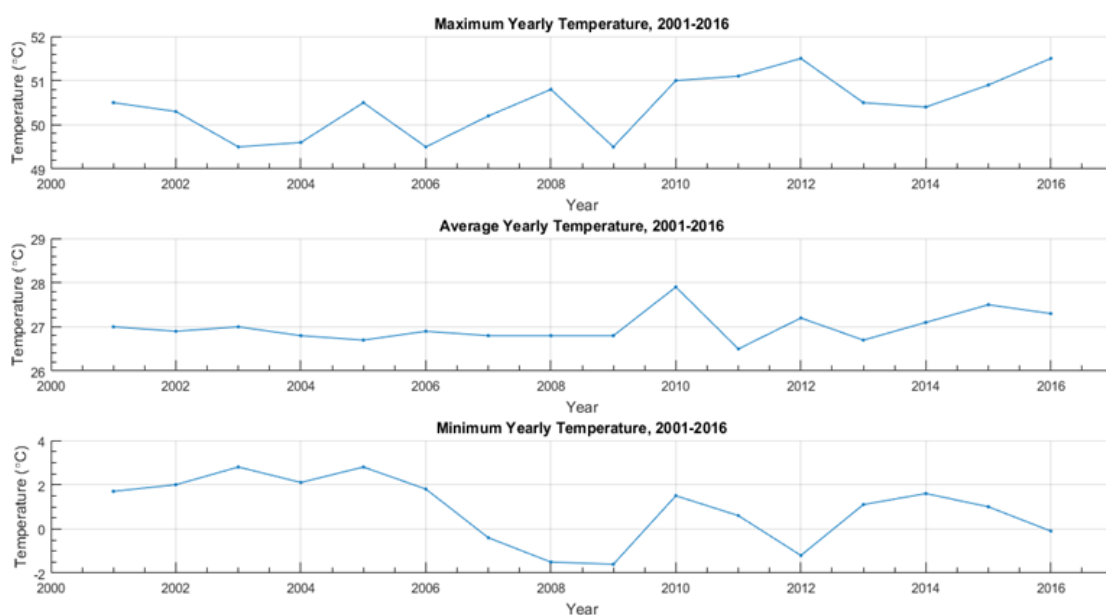 Maximum Yearly Temperature, 2001-2016
52
51
50
49
Temperature (°C)
2000 2002 2004 2006 2008 2010 2012 2014 2016
Year
Average Yearly Temperature, 2001-2016
29
28
27
26
Temperature (°C)
2000 2002 2004 2006 2008 2010 2012 2014 2016
Year
Minimum Yearly Temperature, 2001-2016
4
2
0
-2
Temperature (°C)
2000 2002 2004 2006 2008 2010 2012 2014 2016
Year